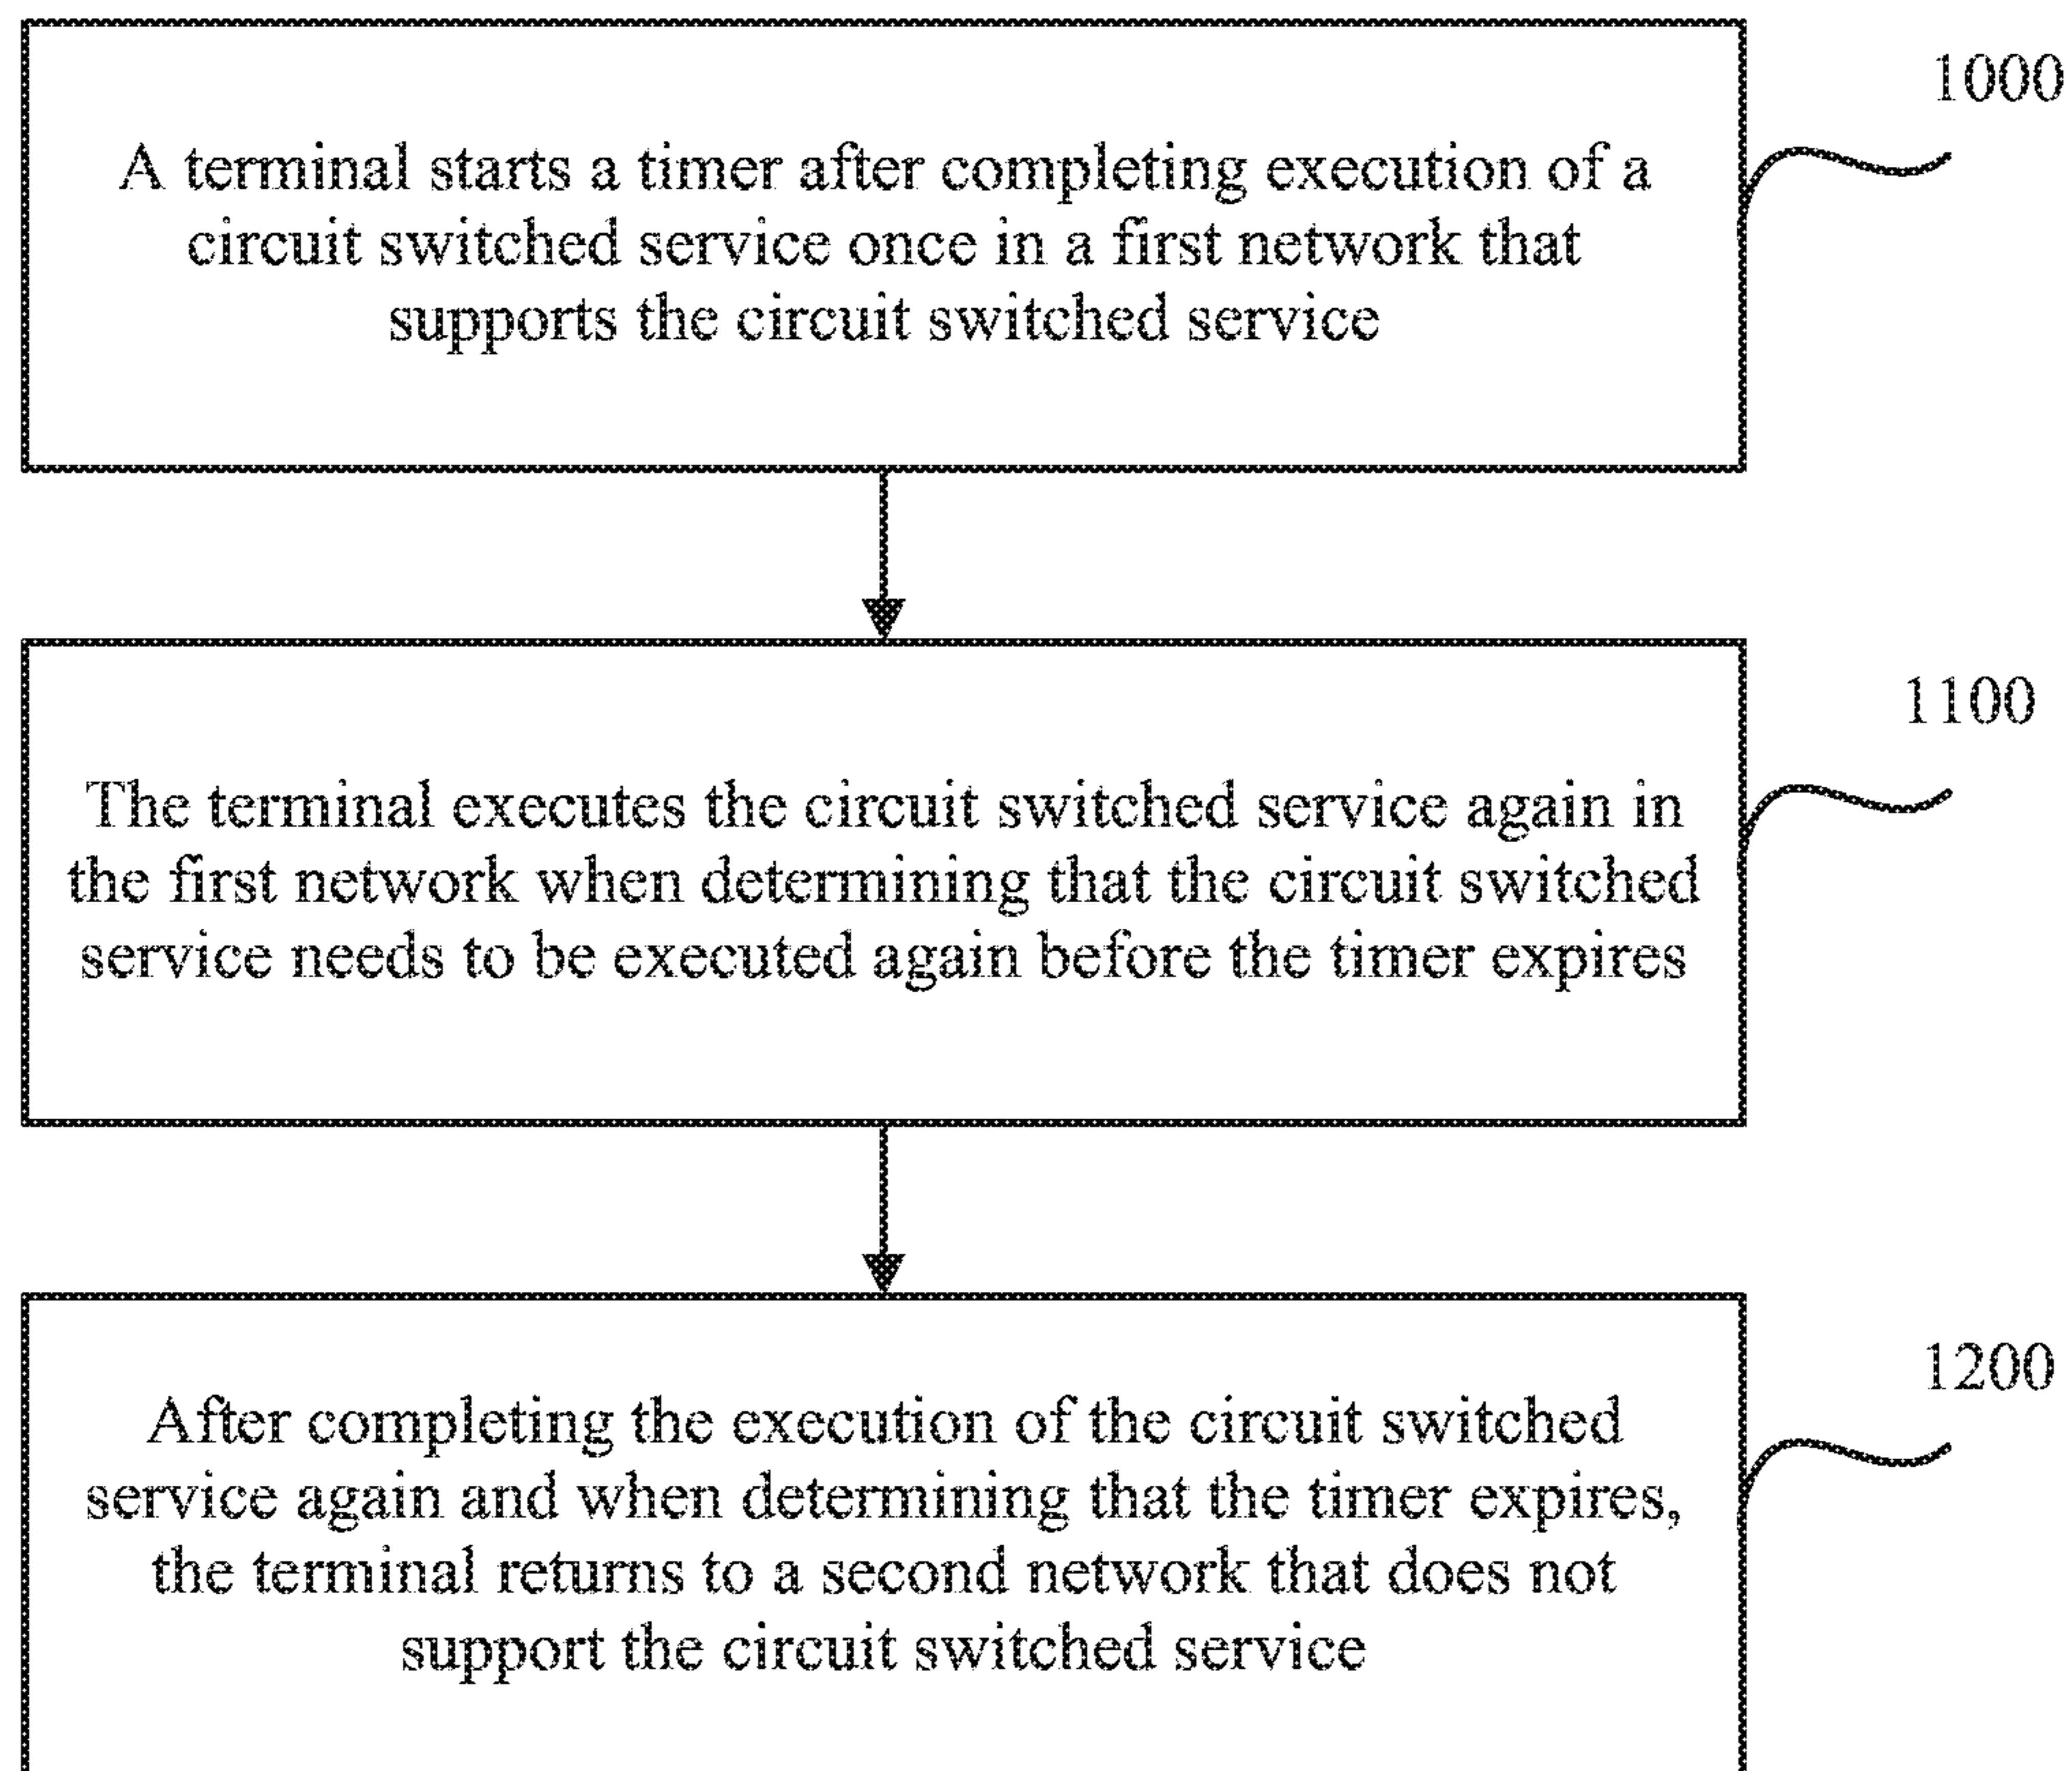 1000
A terminal starts a timer after completing execution of a
circuit switched service once in a first network that
supports the circuit switched service
1100
The terminal executes the circuit switched service again in
the first network when determining that the circuit switched
service needs to be executed again before the timer expires
1200
After completing the execution of the circuit switched
service again and when determining that the timer expires,
the terminal returns to a second network that does not
support the circuit switched service